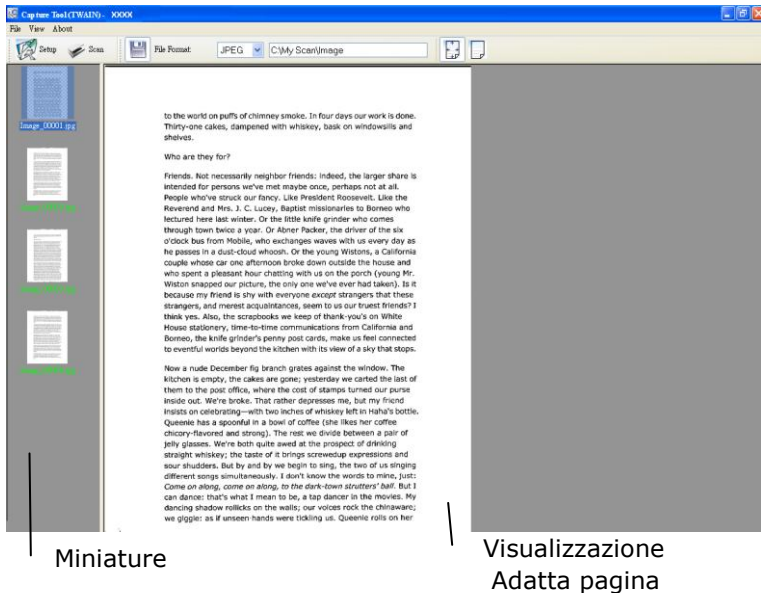 Capture Tool(TWAIN)- XXXX
File View About
Setup Scan File Format: JPEG C:\My Scan\Image
Image_00001.jpg
to the world on puffs of chimney smoke. In four days our work is done.
Thirty-one cakes, dampened with whiskey, bask on windowsills and
shelves.
Who are they for?
Friends. Not necessarily neighbor friends: indeed, the larger share is
intended for persons we've met maybe once, perhaps not at all.
People who've struck our fancy. Like President Roosevelt. Like the
Reverend and Mrs. J. C. Lucey, Baptist missionaries to Borneo who
lectured here last winter. Or the little knife grinder who comes
through town twice a year. Or Abner Packer, the driver of the six
o'clock bus from Mobile, who exchanges waves with us every day as
he passes in a dust-cloud whoosh. Or the young Wistons, a California
couple whose car one afternoon broke down outside the house and
who spent a pleasant hour chatting with us on the porch (young Mr.
Wiston snapped our picture, the only one we've ever had taken). Is it
because my friend is shy with everyone except strangers that these
strangers, and merest acquaintances, seem to us our truest friends? I
think yes. Also, the scrapbooks we keep of thank-you's on White
House stationery, time-to-time communications from California and
Borneo, the knife grinder's penny post cards, make us feel connected
to eventful worlds beyond the kitchen with its view of a sky that stops.
Now a nude December fig branch grates against the window. The
kitchen is empty, the cakes are gone; yesterday we carted the last of
them to the post office, where the cost of stamps turned our purse
inside out. We're broke. That rather depresses me, but my friend
insists on celebrating—with two inches of whiskey left in Haha's bottle.
Queenie has a spoonful in a bowl of coffee (she likes her coffee
chicory-flavored and strong). The rest we divide between a pair of
jelly glasses. We're both quite awed at the prospect of drinking
straight whiskey; the taste of it brings screwedup expressions and
sour shudders. But by and by we begin to sing, the two of us singing
different songs simultaneously. I don't know the words to mine, just:
Come on along, come on along, to the dark-town strutters' ball. But I
can dance: that's what I mean to be, a tap dancer in the movies. My
dancing shadow rollicks on the walls; our voices rock the chinaware;
we giggle: as if unseen hands were tickling us. Queenie rolls on her
Miniature
Visualizzazione
Adatta pagina